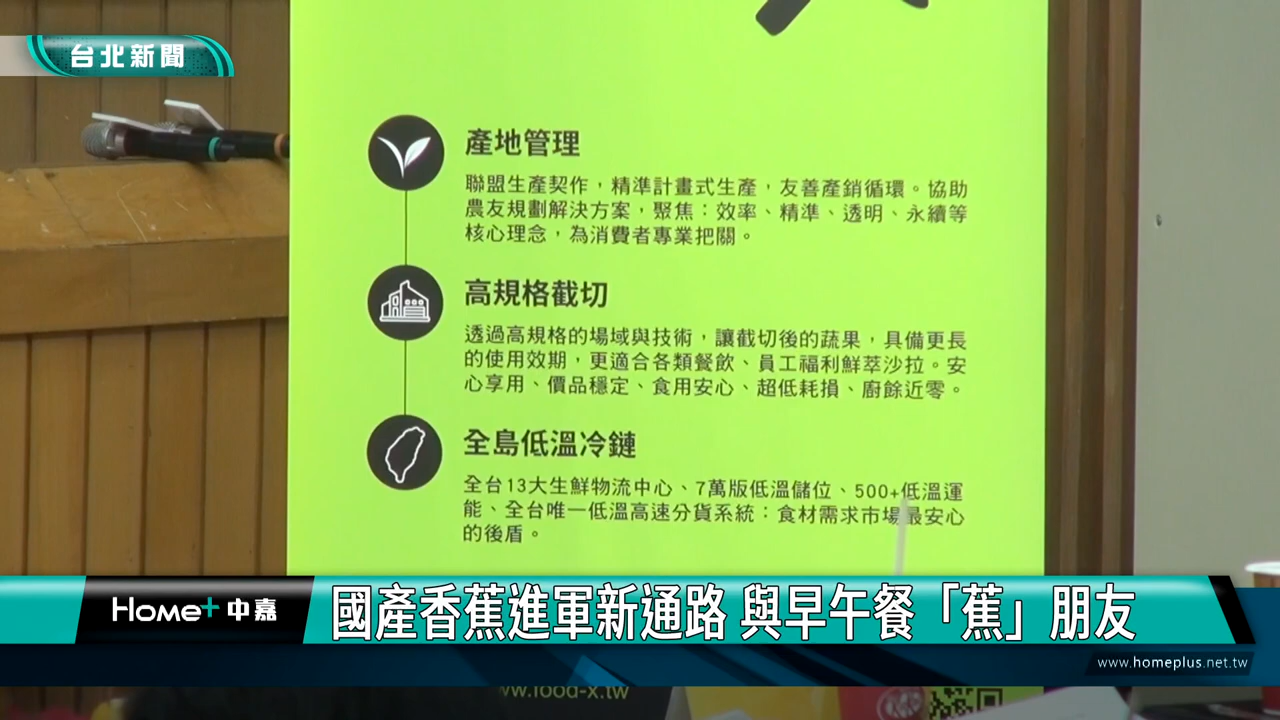 台北新聞
產地管理
聯盟生產契作，精準計畫式生產，友善產銷循環。協助
農友規劃解決方案，聚焦：效率、精準、透明、永續等
核心理念，為消費者專業把關。
高規格截切
透過高規格的場域與技術，讓截切後的蔬果，具備更長
的使用效期，更適合各類餐飲、員工福利鮮萃沙拉。安
心享用、價品穩定、食用安心、超低耗損、廚餘近零。
全島低溫冷鏈
全台13大生鮮物流中心、7萬版低溫儲位、500+低溫運
能、全台唯一低溫高速分貨系統：食材需求市場最安心
的後盾。
Home+中嘉
國產香蕉進軍新通路 與早午餐「蕉」朋友
www.homeplus.net.tw
www.food-x.tw